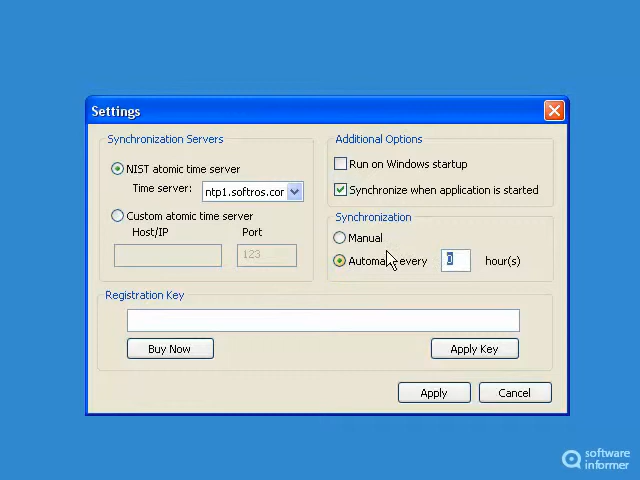 Settings
Synchronization Servers
NIST atomic time server
Time server:
ntp1.softros.cor
Custom atomic time server
Host/IP
Port
123
Additional Options
Run on Windows startup
Synchronize when application is started
Synchronization
Manual
every
0
hour(s)
Registration Key
Buy Now
Apply Key
Apply
Cancel
software
informer